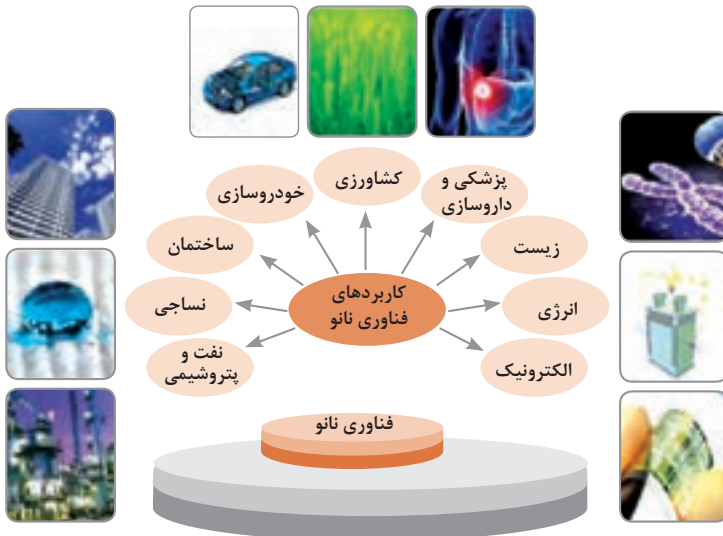 کشاورزی
پزشکی و
داروسازی
خودروسازی
زیست
ساختمان
انرژی
نساجی
کاربردهای
فناوری نانو
الکترونیک
نفت و
پتروشیمی
فناوری نانو